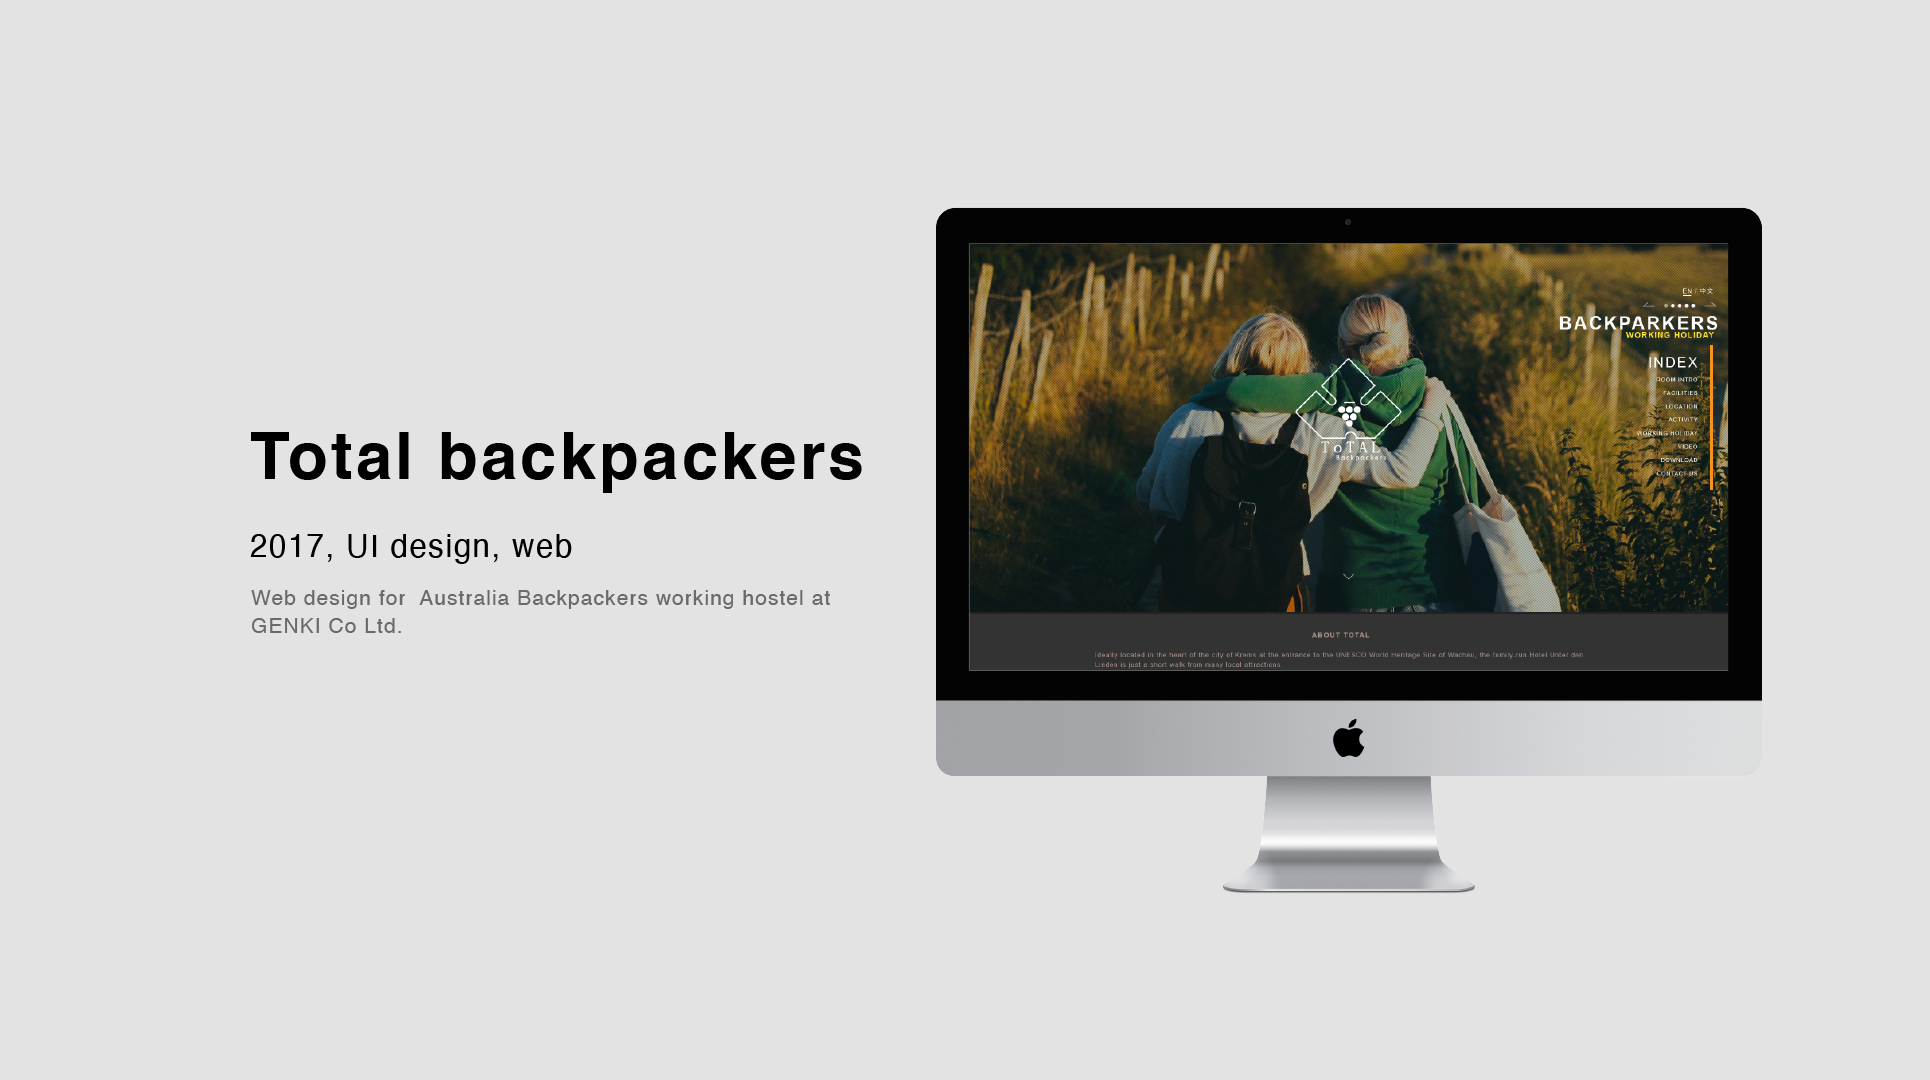 Total backpackers
2017, UI design, web
Web design for  Australia Backpackers working hostel at
GENKI Co Ltd.
EN / 中文
BACKPARKERS
WORKING HOLIDAY
INDEX
ROOM INTRO
FACILITIES
LOCATION
ACTIVITY
WORKING HOLIDAY
VIDEO
DOWNLOAD
CONTACT US
ToTAL
Backpackers
ABOUT TOTAL
Ideally located in the heart of the city of Krems at the entrance to the UNESCO World Heritage Site of Wachau, the family-run Hotel Unter den
Linden is just a short walk from many local attractions.